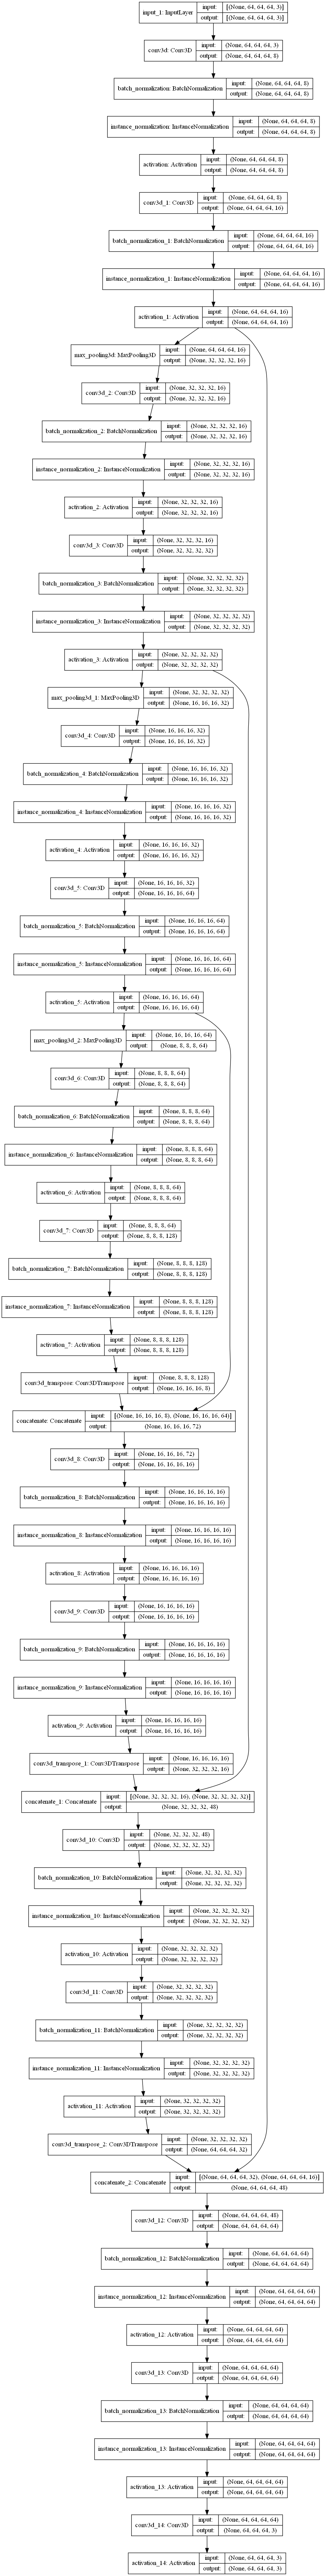 input_1: InputLayer input: [(None, 64, 64, 64, 3)]
output: [(None, 64, 64, 64, 3)]
conv3d: Conv3D input: (None, 64, 64, 64, 3)
output: (None, 64, 64, 64, 8)
batch_normalization: BatchNormalization input: (None, 64, 64, 64, 8)
output: (None, 64, 64, 64, 8)
instance_normalization: InstanceNormalization input: (None, 64, 64, 64, 8)
output: (None, 64, 64, 64, 8)
activation: Activation input: (None, 64, 64, 64, 8)
output: (None, 64, 64, 64, 8)
conv3d_1: Conv3D input: (None, 64, 64, 64, 8)
output: (None, 64, 64, 64, 16)
batch_normalization_1: BatchNormalization input: (None, 64, 64, 64, 16)
output: (None, 64, 64, 64, 16)
instance_normalization_1: InstanceNormalization input: (None, 64, 64, 64, 16)
output: (None, 64, 64, 64, 16)
activation_1: Activation input: (None, 64, 64, 64, 16)
output: (None, 64, 64, 64, 16)
max_pooling3d: MaxPooling3D input: (None, 64, 64, 64, 16)
output: (None, 32, 32, 32, 16)
conv3d_2: Conv3D input: (None, 32, 32, 32, 16)
output: (None, 32, 32, 32, 16)
batch_normalization_2: BatchNormalization input: (None, 32, 32, 32, 16)
output: (None, 32, 32, 32, 16)
instance_normalization_2: InstanceNormalization input: (None, 32, 32, 32, 16)
output: (None, 32, 32, 32, 16)
activation_2: Activation input: (None, 32, 32, 32, 16)
output: (None, 32, 32, 32, 16)
conv3d_3: Conv3D input: (None, 32, 32, 32, 16)
output: (None, 32, 32, 32, 32)
batch_normalization_3: BatchNormalization input: (None, 32, 32, 32, 32)
output: (None, 32, 32, 32, 32)
instance_normalization_3: InstanceNormalization input: (None, 32, 32, 32, 32)
output: (None, 32, 32, 32, 32)
activation_3: Activation input: (None, 32, 32, 32, 32)
output: (None, 32, 32, 32, 32)
max_pooling3d_1: MaxPooling3D input: (None, 32, 32, 32, 32)
output: (None, 16, 16, 16, 32)
conv3d_4: Conv3D input: (None, 16, 16, 16, 32)
output: (None, 16, 16, 16, 32)
batch_normalization_4: BatchNormalization input: (None, 16, 16, 16, 32)
output: (None, 16, 16, 16, 32)
instance_normalization_4: InstanceNormalization input: (None, 16, 16, 16, 32)
output: (None, 16, 16, 16, 32)
activation_4: Activation input: (None, 16, 16, 16, 32)
output: (None, 16, 16, 16, 32)
conv3d_5: Conv3D input: (None, 16, 16, 16, 32)
output: (None, 16, 16, 16, 64)
batch_normalization_5: BatchNormalization input: (None, 16, 16, 16, 64)
output: (None, 16, 16, 16, 64)
instance_normalization_5: InstanceNormalization input: (None, 16, 16, 16, 64)
output: (None, 16, 16, 16, 64)
activation_5: Activation input: (None, 16, 16, 16, 64)
output: (None, 16, 16, 16, 64)
max_pooling3d_2: MaxPooling3D input: (None, 16, 16, 16, 64)
output: (None, 8, 8, 8, 64)
conv3d_6: Conv3D input: (None, 8, 8, 8, 64)
output: (None, 8, 8, 8, 64)
batch_normalization_6: BatchNormalization input: (None, 8, 8, 8, 64)
output: (None, 8, 8, 8, 64)
instance_normalization_6: InstanceNormalization input: (None, 8, 8, 8, 64)
output: (None, 8, 8, 8, 64)
activation_6: Activation input: (None, 8, 8, 8, 64)
output: (None, 8, 8, 8, 64)
conv3d_7: Conv3D input: (None, 8, 8, 8, 64)
output: (None, 8, 8, 8, 128)
batch_normalization_7: BatchNormalization input: (None, 8, 8, 8, 128)
output: (None, 8, 8, 8, 128)
instance_normalization_7: InstanceNormalization input: (None, 8, 8, 8, 128)
output: (None, 8, 8, 8, 128)
activation_7: Activation input: (None, 8, 8, 8, 128)
output: (None, 8, 8, 8, 128)
conv3d_transpose: Conv3DTranspose input: (None, 8, 8, 8, 128)
output: (None, 16, 16, 16, 8)
concatenate: Concatenate input: [(None, 16, 16, 16, 8), (None, 16, 16, 16, 64)]
output: (None, 16, 16, 16, 72)
conv3d_8: Conv3D input: (None, 16, 16, 16, 72)
output: (None, 16, 16, 16, 16)
batch_normalization_8: BatchNormalization input: (None, 16, 16, 16, 16)
output: (None, 16, 16, 16, 16)
instance_normalization_8: InstanceNormalization input: (None, 16, 16, 16, 16)
output: (None, 16, 16, 16, 16)
activation_8: Activation input: (None, 16, 16, 16, 16)
output: (None, 16, 16, 16, 16)
conv3d_9: Conv3D input: (None, 16, 16, 16, 16)
output: (None, 16, 16, 16, 16)
batch_normalization_9: BatchNormalization input: (None, 16, 16, 16, 16)
output: (None, 16, 16, 16, 16)
instance_normalization_9: InstanceNormalization input: (None, 16, 16, 16, 16)
output: (None, 16, 16, 16, 16)
activation_9: Activation input: (None, 16, 16, 16, 16)
output: (None, 16, 16, 16, 16)
conv3d_transpose_1: Conv3DTranspose input: (None, 16, 16, 16, 16)
output: (None, 32, 32, 32, 16)
concatenate_1: Concatenate input: [(None, 32, 32, 32, 16), (None, 32, 32, 32, 32)]
output: (None, 32, 32, 32, 48)
conv3d_10: Conv3D input: (None, 32, 32, 32, 48)
output: (None, 32, 32, 32, 32)
batch_normalization_10: BatchNormalization input: (None, 32, 32, 32, 32)
output: (None, 32, 32, 32, 32)
instance_normalization_10: InstanceNormalization input: (None, 32, 32, 32, 32)
output: (None, 32, 32, 32, 32)
activation_10: Activation input: (None, 32, 32, 32, 32)
output: (None, 32, 32, 32, 32)
conv3d_11: Conv3D input: (None, 32, 32, 32, 32)
output: (None, 32, 32, 32, 32)
batch_normalization_11: BatchNormalization input: (None, 32, 32, 32, 32)
output: (None, 32, 32, 32, 32)
instance_normalization_11: InstanceNormalization input: (None, 32, 32, 32, 32)
output: (None, 32, 32, 32, 32)
activation_11: Activation input: (None, 32, 32, 32, 32)
output: (None, 32, 32, 32, 32)
conv3d_transpose_2: Conv3DTranspose input: (None, 32, 32, 32, 32)
output: (None, 64, 64, 64, 32)
concatenate_2: Concatenate input: [(None, 64, 64, 64, 32), (None, 64, 64, 64, 16)]
output: (None, 64, 64, 64, 48)
conv3d_12: Conv3D input: (None, 64, 64, 64, 48)
output: (None, 64, 64, 64, 64)
batch_normalization_12: BatchNormalization input: (None, 64, 64, 64, 64)
output: (None, 64, 64, 64, 64)
instance_normalization_12: InstanceNormalization input: (None, 64, 64, 64, 64)
output: (None, 64, 64, 64, 64)
activation_12: Activation input: (None, 64, 64, 64, 64)
output: (None, 64, 64, 64, 64)
conv3d_13: Conv3D input: (None, 64, 64, 64, 64)
output: (None, 64, 64, 64, 64)
batch_normalization_13: BatchNormalization input: (None, 64, 64, 64, 64)
output: (None, 64, 64, 64, 64)
instance_normalization_13: InstanceNormalization input: (None, 64, 64, 64, 64)
output: (None, 64, 64, 64, 64)
activation_13: Activation input: (None, 64, 64, 64, 64)
output: (None, 64, 64, 64, 64)
conv3d_14: Conv3D input: (None, 64, 64, 64, 64)
output: (None, 64, 64, 64, 3)
activation_14: Activation input: (None, 64, 64, 64, 3)
output: (None, 64, 64, 64, 3)